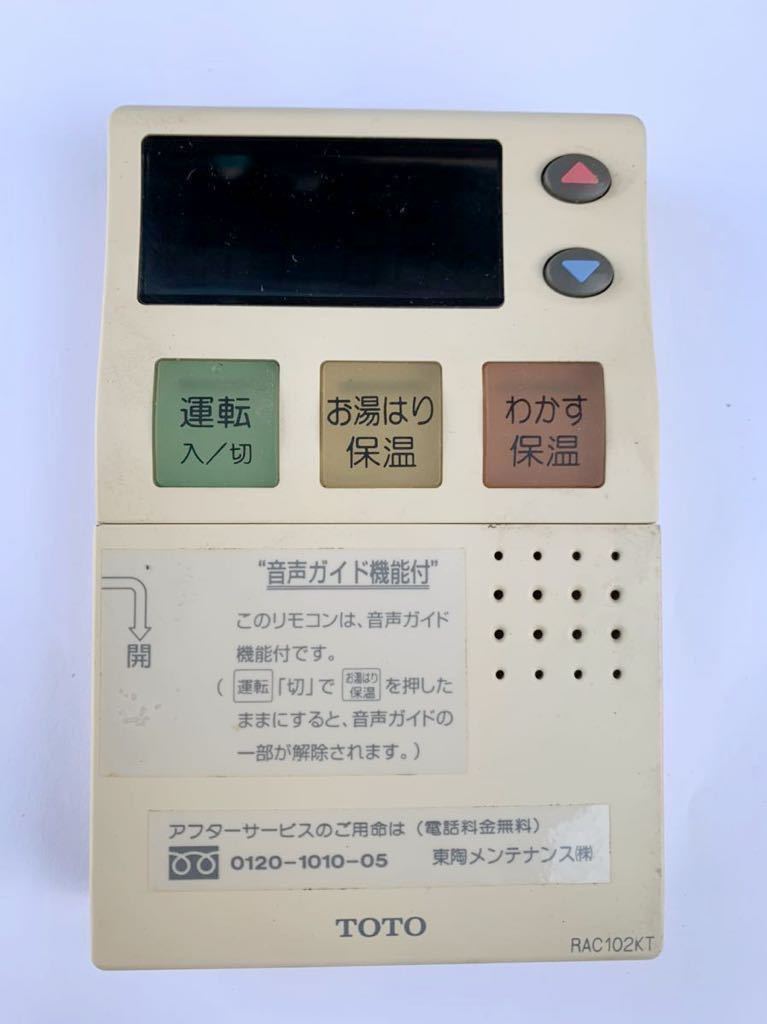 運転
入/切
お湯はり
保温
わかす
保温
"音声ガイド機能付"
開
このリモコンは、音声ガイド
機能付です。
( 運転 「切」で お湯はり 保温 を押した
ままにすると、音声ガイドの
一部が解除されます。)
アフターサービスのご用命は (電話料金無料)
0120-1010-05 東陶メンテナンス㈱
TOTO
RAC102KT